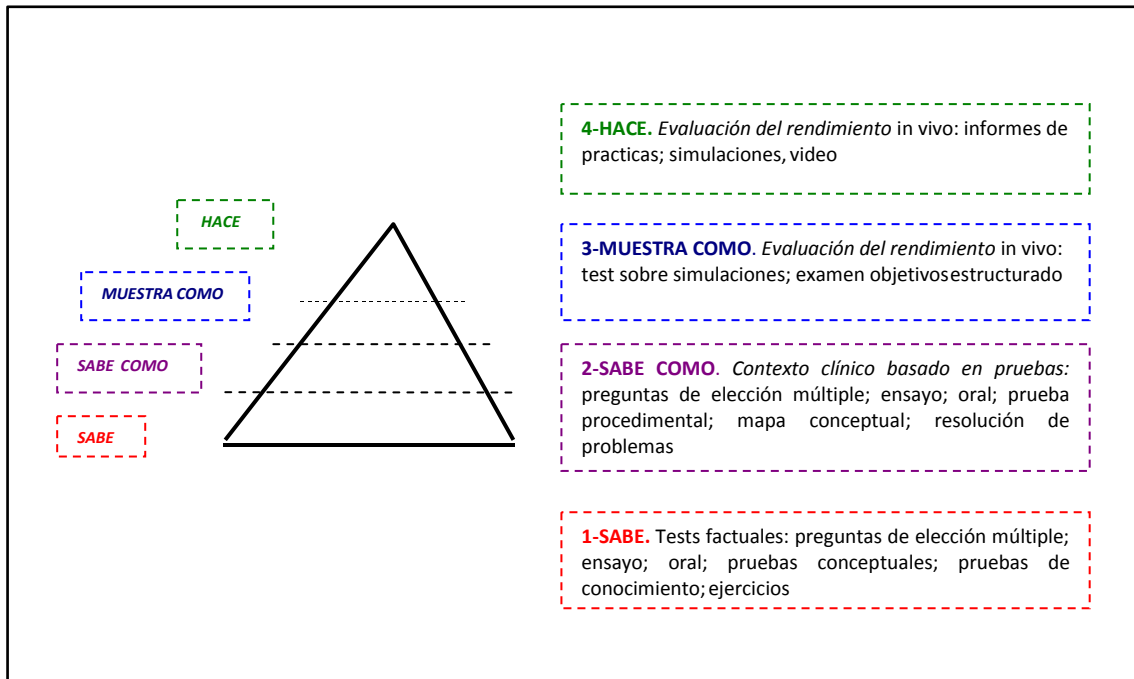 HACE
MUESTRA COMO
SABE COMO
SABE
4-HACE. Evaluación del rendimiento in vivo: informes de
practicas; simulaciones, video
3-MUESTRA COMO. Evaluación del rendimiento in vivo:
test sobre simulaciones; examen objetivos estructurado
2-SABE COMO. Contexto clínico basado en pruebas:
preguntas de elección múltiple; ensayo; oral; prueba
procedimental; mapa conceptual; resolución de
problemas
1-SABE. Tests factuales: preguntas de elección múltiple;
ensayo; oral; pruebas conceptuales; pruebas
de conocimiento; ejercicios